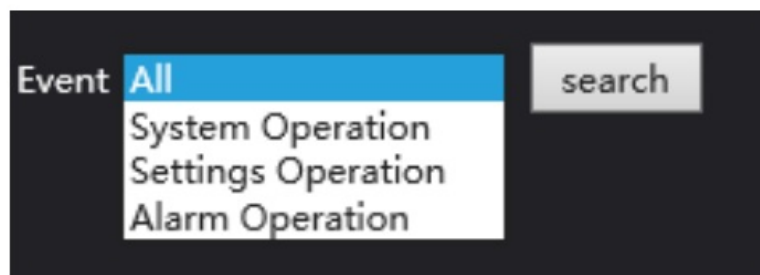 Event All search
System Operation
Settings Operation
Alarm Operation